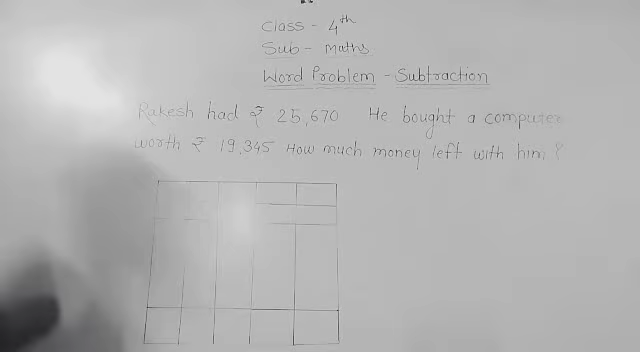 Class - 4th
Sub - Maths
Word Problem - Subtraction
Rakesh had ₹ 25,670 He bought a computer
worth ₹ 19,345 How much money left with him ?